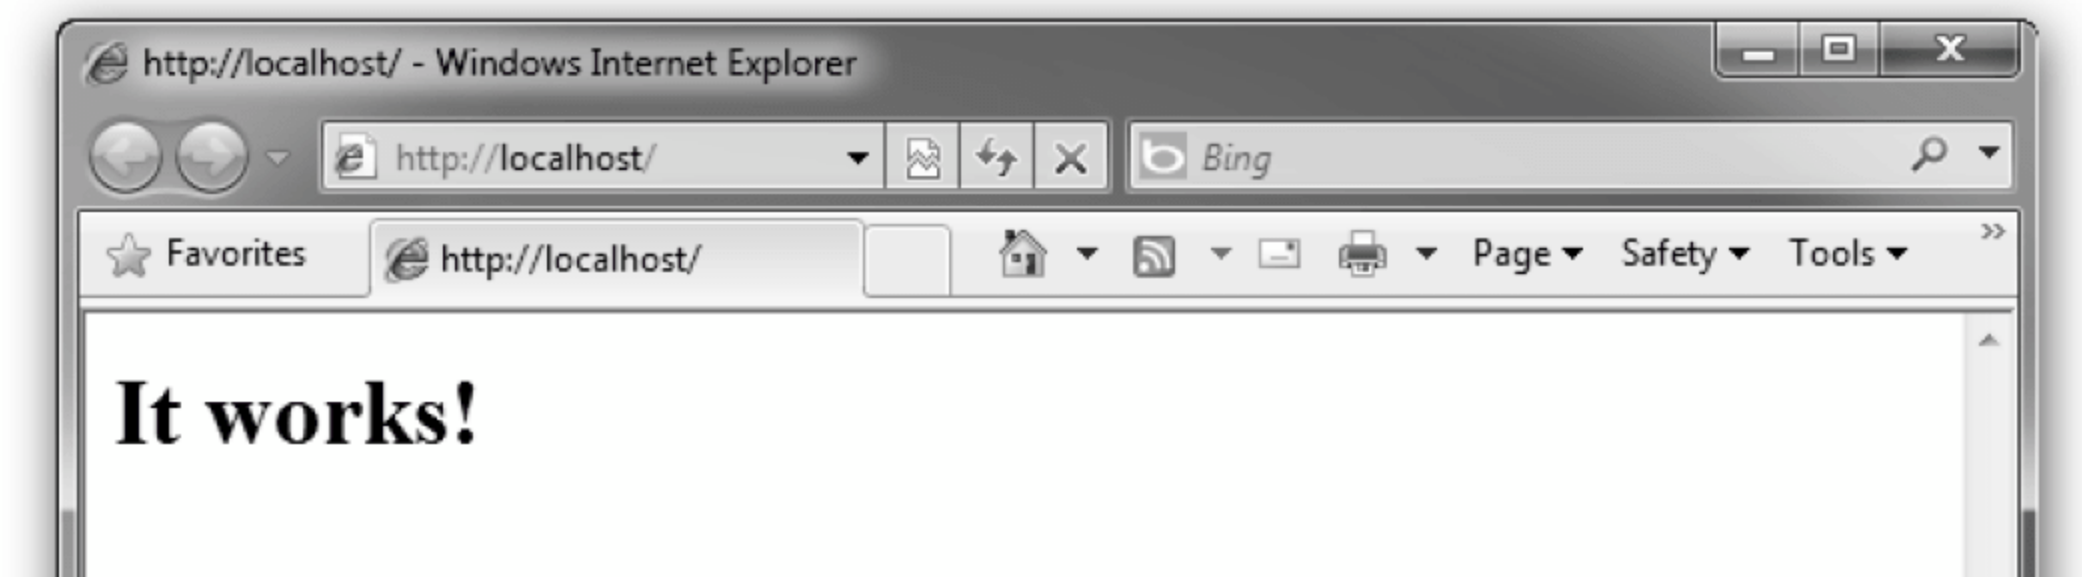 http://localhost/ - Windows Internet Explorer
http://localhost/ Bing
Favorites http://localhost/ Page Safety Tools
It works!